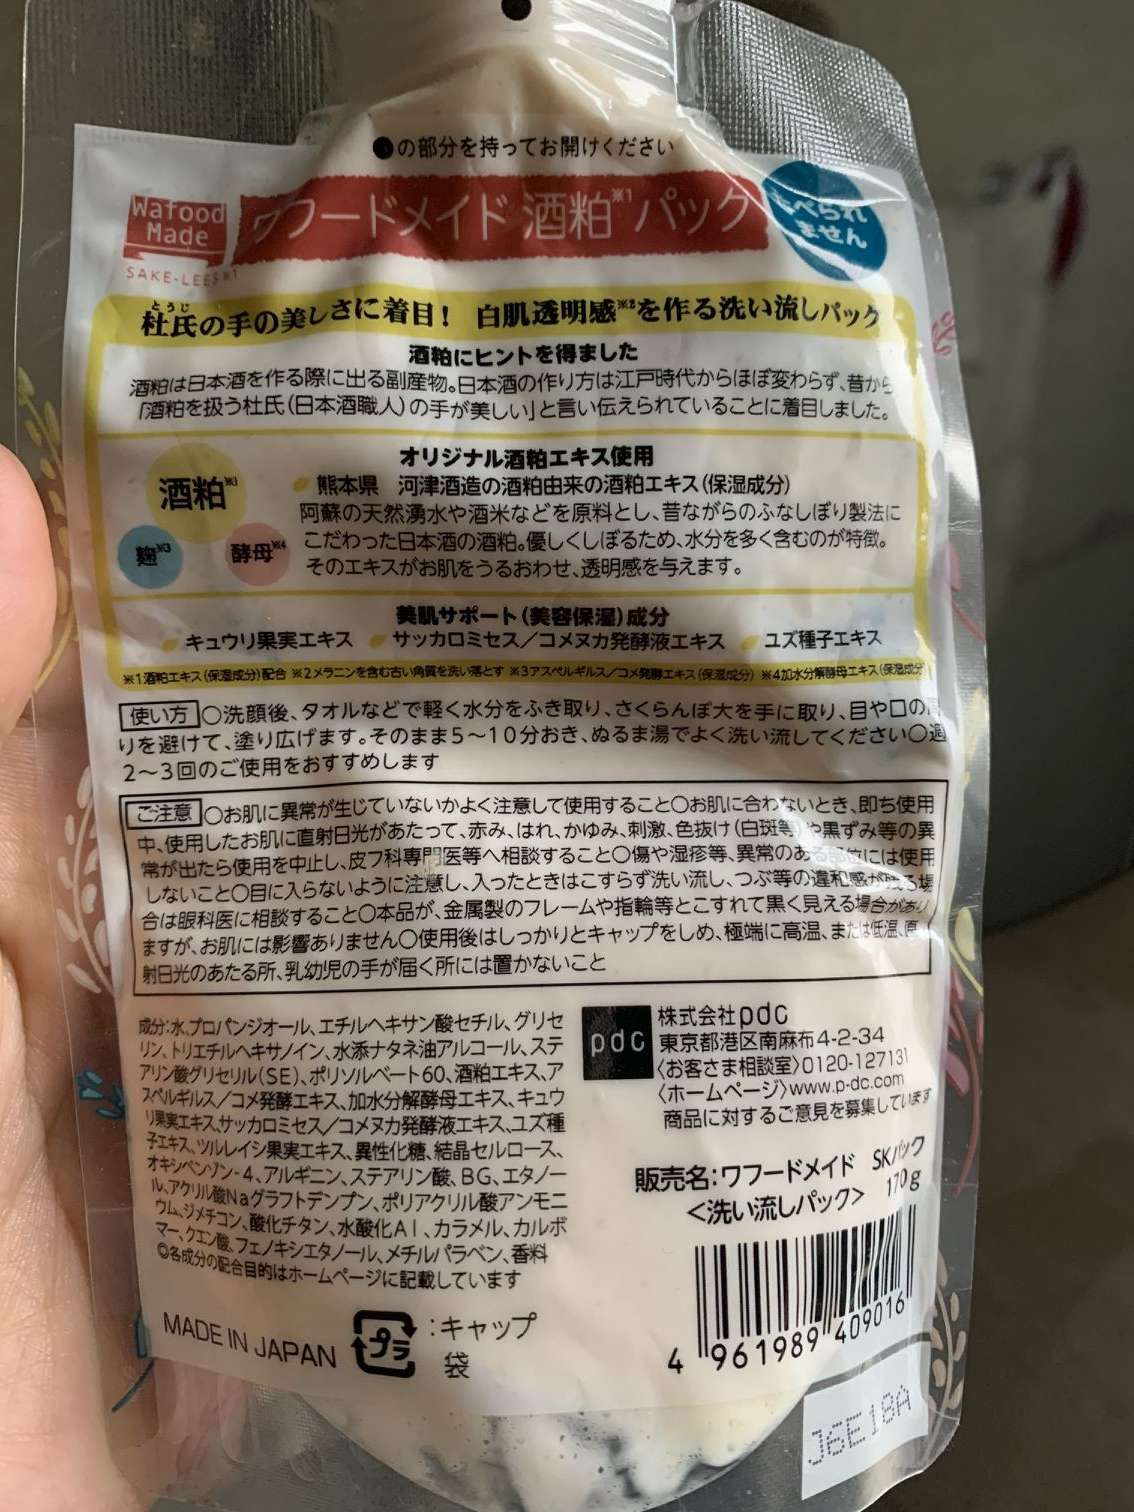 ●の部分を持ってお開けください
Wafood Made
SAKE-LEES※1
ワフードメイド 酒粕※1パック
べられ
ません
とうじ
杜氏の手の美しさに着目! 白肌透明感※2を作る洗い流しパック
酒粕にヒントを得ました
酒粕は日本酒を作る際に出る副産物。日本酒の作り方は江戸時代からほぼ変わらず、昔から
「酒粕を扱う杜氏(日本酒職人)の手が美しい」と言い伝えられていることに着目しました。
酒粕※3
麹※3
酵母※4
オリジナル酒粕エキス使用
熊本県 河津酒造の酒粕由来の酒粕エキス(保湿成分)
阿蘇の天然湧水や酒米などを原料とし、昔ながらのふなしぼり製法に
こだわった日本酒の酒粕。優しくしぼるため、水分を多く含むのが特徴。
そのエキスがお肌をうるおわせ、透明感を与えます。
美肌サポート(美容保湿)成分
キュウリ果実エキス サッカロミセス/コメヌカ発酵液エキス ユズ種子エキス
※1酒粕エキス(保湿成分)配合 ※2メラニンを含む古い角質を洗い落とす ※3アスペルギルス/コメ発酵エキス(保湿成分) ※4加水分解酵母エキス(保湿成分)
使い方 ○洗顔後、タオルなどで軽く水分をふき取り、さくらんぼ大を手に取り、目や口の周
りを避けて、塗り広げます。そのまま5〜10分おき、ぬるま湯でよく洗い流してください○週
2〜3回のご使用をおすすめします
ご注意 ○お肌に異常が生じていないかよく注意して使用すること○お肌に合わないとき、即ち使用
中、使用したお肌に直射日光があたって、赤み、はれ、かゆみ、刺激、色抜け(白斑等)や黒ずみ等の異
常が出たら使用を中止し、皮フ科専門医等へ相談すること○傷や湿疹等、異常のある部位には使用
しないこと○目に入らないように注意し、入ったときはこすらず洗い流し、つぶ等の違和感が残る場
合は眼科医に相談すること○本品が、金属製のフレームや指輪等とこすれて黒く見える場合があり
ますが、お肌には影響ありません○使用後はしっかりとキャップをしめ、極端に高温、または低温、直
射日光のあたる所、乳幼児の手が届く所には置かないこと
成分:水、プロパンジオール、エチルヘキサン酸セチル、グリセ
リン、トリエチルヘキサノイン、水添ナタネ油アルコール、ステ
アリン酸グリセリル(SE)、ポリソルベート60、酒粕エキス、ア
スペルギルス/コメ発酵エキス、加水分解酵母エキス、キュウ
リ果実エキス、サッカロミセス/コメヌカ発酵液エキス、ユズ種
子エキス、ツルレイシ果実エキス、異性化糖、結晶セルロース、
オキシベンゾン-4、アルギニン、ステアリン酸、BG、エタノー
ル、アクリル酸Naグラフトデンプン、ポリアクリル酸アンモニ
ウム、ジメチコン、酸化チタン、水酸化Al、カラメル、カルボ
マー、クエン酸、フェノキシエタノール、メチルパラベン、香料
◎各成分の配合目的はホームページに記載しています
pdc
株式会社pdc
東京都港区南麻布4-2-34
〈お客さま相談室〉0120-127131
〈ホームページ〉www.p-dc.com
商品に対するご意見を募集しています
販売名:ワフードメイド SKパック
<洗い流しパック> 170g
4 961989 409016
MADE IN JAPAN
プラ
:キャップ
袋
J6E18A